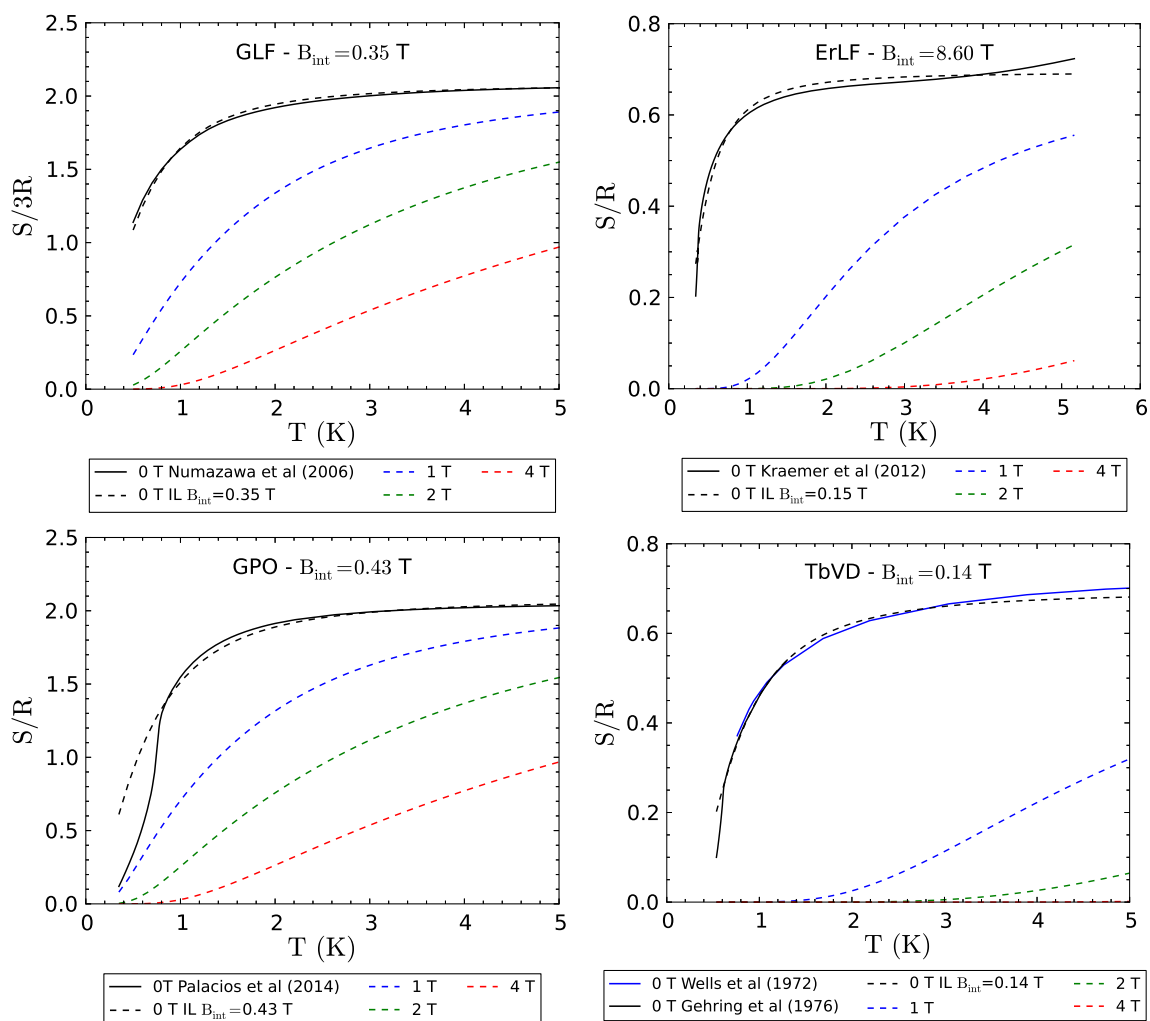 GLF - B_int=0.35 T
S/3R
2.5
2.0
1.5
1.0
0.5
0.0
0 1 2 3 4 5
T (K)
0 T Numazawa et al (2006) 1 T 4 T
0 T IL B_int=0.35 T 2 T
ErLF - B_int=8.60 T
S/R
0.8
0.6
0.4
0.2
0.0
0 1 2 3 4 5 6
T (K)
0 T Kraemer et al (2012) 1 T 4 T
0 T IL B_int=0.15 T 2 T
GPO - B_int=0.43 T
S/R
2.5
2.0
1.5
1.0
0.5
0.0
0 1 2 3 4 5
T (K)
0T Palacios et al (2014) 1 T 4 T
0 T IL B_int=0.43 T 2 T
TbVD - B_int=0.14 T
S/R
0.8
0.6
0.4
0.2
0.0
0 1 2 3 4 5
T (K)
0 T Wells et al (1972) 0 T IL B_int=0.14 T 2 T
0 T Gehring et al (1976) 1 T 4 T